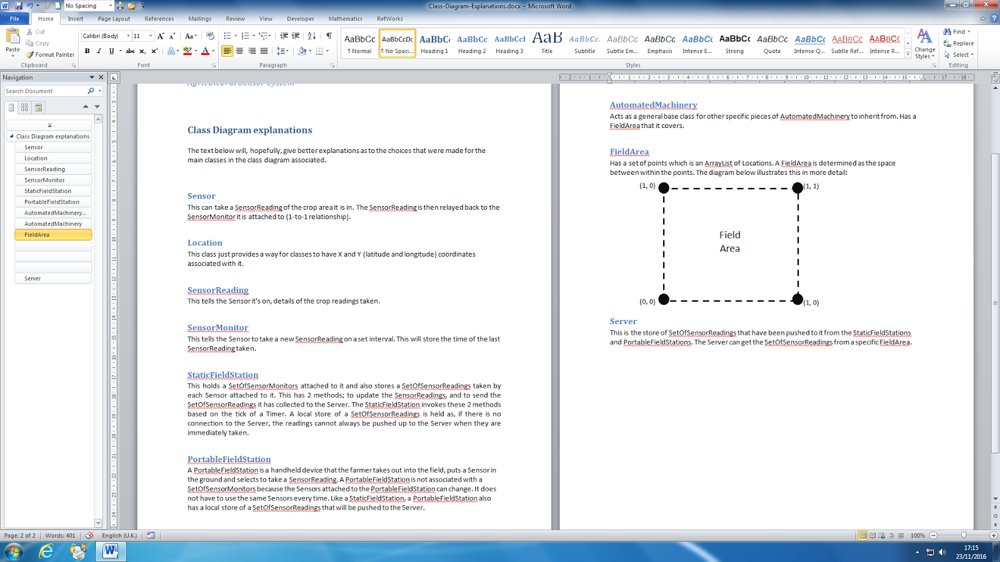 No Spacing
Class-Diagram-Explanations.docx - Microsoft Word
File Home Insert Page Layout References Mailings Review View Developer Mathematics RefWorks
Paste
Cut
Copy
Format Painter
Clipboard
Calibri (Body) 11
Font
Paragraph
AaBbCc AaBbCcDc AaBbC AaBbCc AaBbCcI AaB AaBbCc. AaBbCc AaBbCc AaBbCc AaBbCc AaBbCc AaBbCc AABBCC AABBCC
¶ Normal ¶ No Spaci... Heading 1 Heading 2 Heading 3 Title Subtitle Subtle Em... Emphasis Intense E... Strong Quote Intense Q... Subtle Ref... Intense R...
Change Styles
Styles
Find
Replace
Select
Editing
Navigation
Search Document
Class Diagram explanations
Sensor
Location
SensorReading
SensorMonitor
StaticFieldStation
PortableFieldStation
AutomatedMachinery...
AutomatedMachinery
FieldArea
Server
Agricultural Sensor System
Class Diagram explanations
The text below will, hopefully, give better explanations as to the choices that were made for the
main classes in the class diagram associated.
Sensor
This can take a SensorReading of the crop area it is in. The SensorReading is then relayed back to the
SensorMonitor it is attached to (1-to-1 relationship).
Location
This class just provides a way for classes to have X and Y (latitude and longitude) coordinates
associated with it.
SensorReading
This tells the Sensor it's on, details of the crop readings taken.
SensorMonitor
This tells the Sensor to take a new SensorReading on a set interval. This will store the time of the last
SensorReading taken.
StaticFieldStation
This holds a SetOfSensorMonitors attached to it and also stores a SetOfSensorReadings taken by
each Sensor attached to it. This has 2 methods; to update the SensorReadings, and to send the
SetOfSensorReadings it has collected to the Server. The StaticFieldStation invokes these 2 methods
based on the tick of a Timer. A local store of a SetOfSensorReadings is held as, if there is no
connection to the Server, the readings cannot always be pushed up to the Server when they are
immediately taken.
PortableFieldStation
A PortableFieldStation is a handheld device that the farmer takes out into the field, puts a Sensor in
the ground and selects to take a SensorReading. A PortableFieldStation is not associated with a
SetOfSensorMonitors because the Sensors attached to the PortableFieldStation can change. It does
not have to use the same Sensors every time. Like a StaticFieldStation, a PortableFieldStation also
has a local store of a SetOfSensorReadings that will be pushed to the Server.
AutomatedMachinery
Acts as a general base class for other specific pieces of AutomatedMachinery to inherit from. Has a
FieldArea that it covers.
FieldArea
Has a set of points which is an ArrayList of Locations. A FieldArea is determined as the space
between within the points. The diagram below illustrates this in more detail:
(1, 0) (1, 1)
Field
Area
(0, 0) (1, 0)
Server
This is the store of SetOfSensorReadings that have been pushed to it from the StaticFieldStations
and PortableFieldStations. The Server can get the SetOfSensorReadings from a specific FieldArea.
Page: 2 of 2 Words: 401 English (U.K.) 100%
17:15
23/11/2016